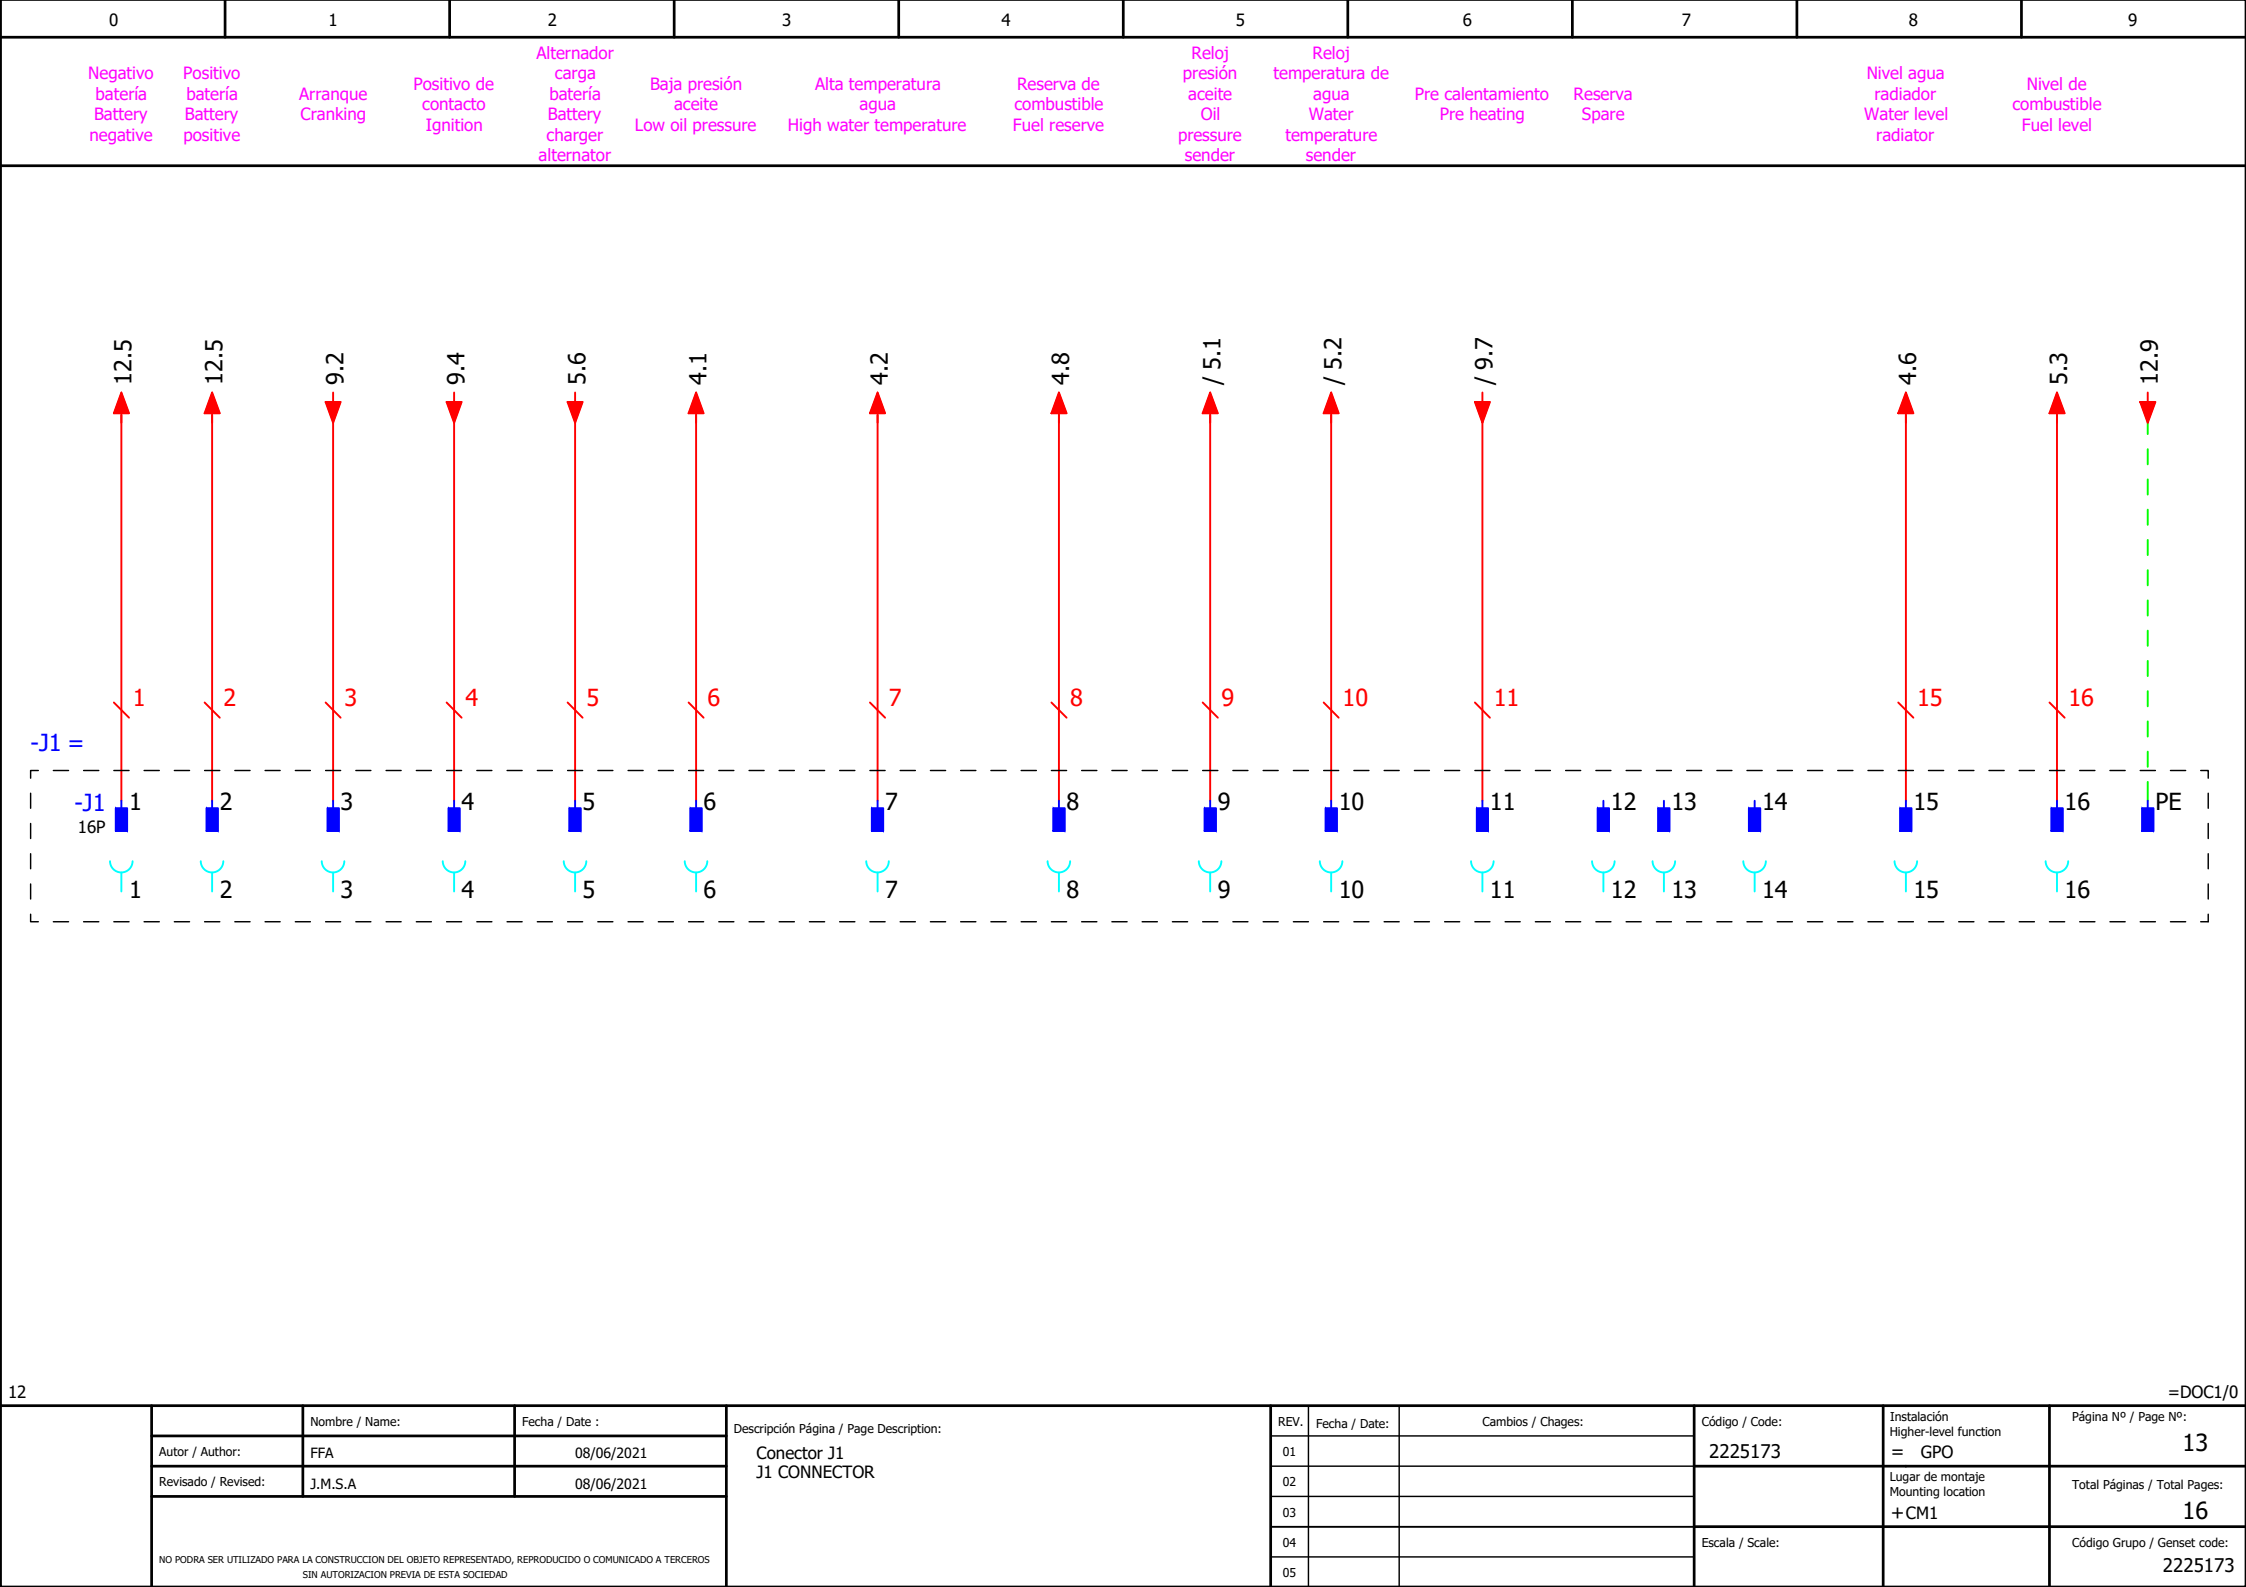 0 1 2 3 4 5 6 7 8 9
Negativo
batería
Battery
negative
Positivo
batería
Battery
positive
Arranque
Cranking
Positivo de
contacto
Ignition
Alternador
carga
batería
Battery
charger
alternator
Baja presión
aceite
Low oil pressure
Alta temperatura
agua
High water temperature
Reserva de
combustible
Fuel reserve
Reloj
presión
aceite
Oil
pressure
sender
Reloj
temperatura de
agua
Water
temperature
sender
Pre calentamiento
Pre heating
Reserva
Spare
Nivel agua
radiador
Water level
radiator
Nivel de
combustible
Fuel level
12.5 12.5 9.2 9.4 5.6 4.1 4.2 4.8 / 5.1 / 5.2 / 9.7 4.6 5.3 12.9
1 2 3 4 5 6 7 8 9 10 11 15 16
-J1 =
-J1 1 2 3 4 5 6 7 8 9 10 11 12 13 14 15 16 PE
16P
1 2 3 4 5 6 7 8 9 10 11 12 13 14 15 16
12 =DOC1/0
Nombre / Name: Fecha / Date :
Autor / Author: FFA 08/06/2021
Revisado / Revised: J.M.S.A 08/06/2021
NO PODRA SER UTILIZADO PARA LA CONSTRUCCION DEL OBJETO REPRESENTADO, REPRODUCIDO O COMUNICADO A TERCEROS
SIN AUTORIZACION PREVIA DE ESTA SOCIEDAD
Descripción Página / Page Description:
Conector J1
J1 CONNECTOR
REV. Fecha / Date: Cambios / Chages:
01
02
03
04
05
Código / Code:
2225173
Escala / Scale:
Instalación
Higher-level function
= GPO
Lugar de montaje
Mounting location
+CM1
Página Nº / Page Nº:
13
Total Páginas / Total Pages:
16
Código Grupo / Genset code:
2225173